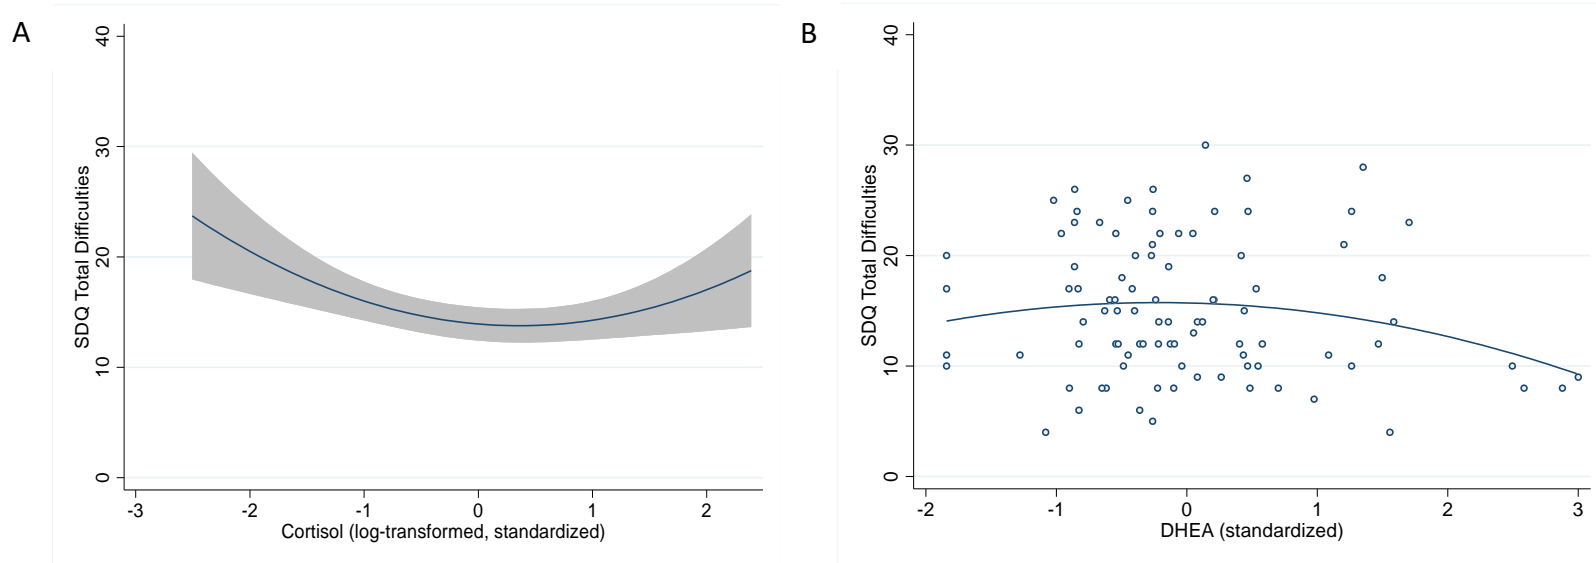 A
SDQ Total Difficulties
40
30
20
10
0
-3 -2 -1 0 1 2
Cortisol (log-transformed, standardized)
B
SDQ Total Difficulties
40
30
20
10
0
-2 -1 0 1 2 3
DHEA (standardized)